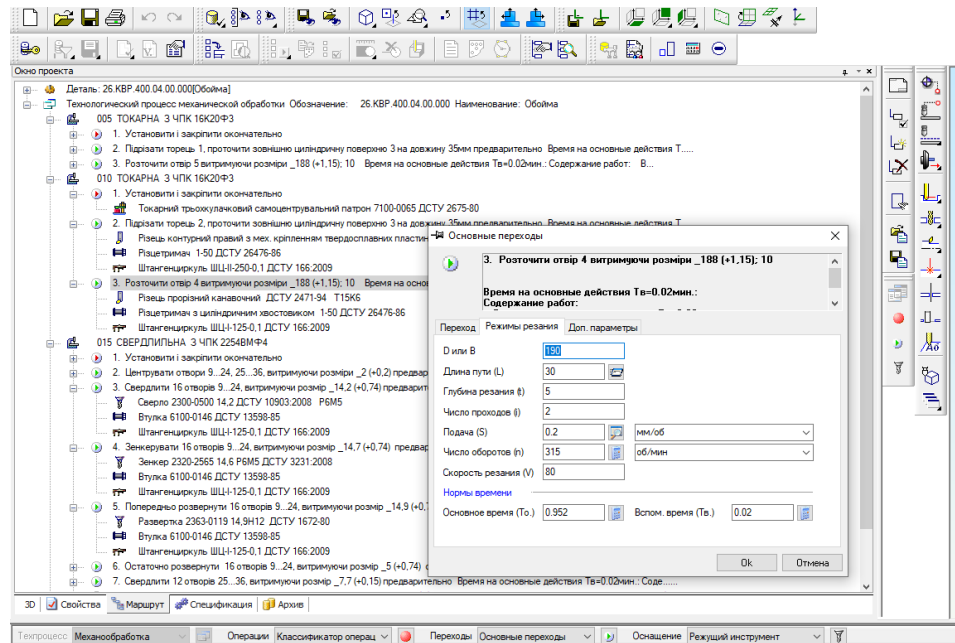 Окно проекта
Деталь: 26.КВР.400.04.00.000[Обойма]
Технологический процесс механической обработки Обозначение: 26.КВР.400.04.00.000 Наименование: Обойма
005 ТОКАРНА З ЧПК 16К20Ф3
1. Установити і закріпити окончательно
2. Підрізати торець 1, проточити зовнішню циліндричну поверхню 3 на довжину 35мм предварительно Время на основные действия Т.....
3. Розточити отвір 5 витримуючи розміри _188 (+1,15); 10 Время на основные действия Тв=0.02мин.: Содержание работ: В...
010 ТОКАРНА З ЧПК 16К20Ф3
1. Установити і закріпити окончательно
Токарний трьохкулачковий самоцентрувальний патрон 7100-0065 ДСТУ 2675-80
2. Підрізати торець 2, проточити зовнішню циліндричну поверхню 3 на довжину 35мм предварительно Время на основные действия Т
Різець контурний правий з мех. кріпленням твердосплавних пластин
Різцетримач 1-50 ДСТУ 26476-86
Штангенциркуль ШЦ-ІІ-250-0,1 ДСТУ 166:2009
3. Розточити отвір 4 витримуючи розміри _188 (+1,15); 10 Время на основ
Різець прорізний канавочний ДСТУ 2471-94 Т15К6
Різцетримач з циліндричним хвостовиком 1-50 ДСТУ 26476-86
Штангенциркуль ШЦ-І-125-0,1 ДСТУ 166:2009
015 СВЕРДЛИЛЬНА З ЧПК 2254ВМФ4
1. Установити і закріпити окончательно
2. Центрувати отвори 9...24, 25...36, витримуючи розміри _2 (+0,2) предвар
3. Свердлити 16 отворів 9...24, витримуючи розмір _14,2 (+0,74) предварит
Сверло 2300-0500 14,2 ДСТУ 10903:2008 Р6М5
Втулка 6100-0146 ДСТУ 13598-85
Штангенциркуль ШЦ-І-125-0,1 ДСТУ 166:2009
4. Зенкерувати 16 отворів 9...24, витримуючи розмір _14,7 (+0,74) предвар
Зенкер 2320-2565 14,6 Р6М5 ДСТУ 3231:2008
Втулка 6100-0146 ДСТУ 13598-85
Штангенциркуль ШЦ-І-125-0,1 ДСТУ 166:2009
5. Попередньо розвернути 16 отворів 9...24, витримуючи розмір _14,9 (+0,
Развертка 2363-0119 14,9Н12 ДСТУ 1672-80
Втулка 6100-0146 ДСТУ 13598-85
Штангенциркуль ШЦ-І-125-0,1 ДСТУ 166:2009
6. Остаточно розвернути 16 отворів 9...24, витримуючи розмір _5 (+0,74)
7. Свердлити 12 отворів 25...36, витримуючи розмір _7,7 (+0,15) предварительно Время на основные действия Тв=0.02мин.: Соде......
Основные переходы
3. Розточити отвір 4 витримуючи розміри _188 (+1,15); 10
Время на основные действия Тв=0.02мин.:
Содержание работ:
Переход Режимы резания Доп. параметры
D или B 190
Длина пути (L) 30
Глубина резания (t) 5
Число проходов (i) 2
Подача (S) 0.2 мм/об
Число оборотов (n) 315 об/мин
Скорость резания (V) 80
Нормы времени
Основное время (То.) 0.952 Вспом. время (Тв.) 0.02
Ok Отмена
3D Свойства Маршрут Спецификация Архив
Техпроцесс Механообработка Операции Классификатор операц Переходы Основные переходы Оснащение Режущий инструмент